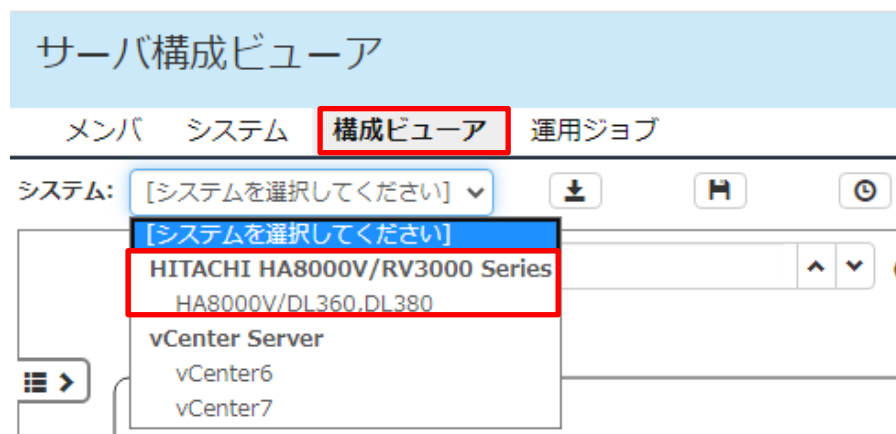 サーバ構成ビューア
メンバ システム 構成ビューア 運用ジョブ
システム: [システムを選択してください]
[システムを選択してください]
HITACHI HA8000V/RV3000 Series
HA8000V/DL360,DL380
vCenter Server
vCenter6
vCenter7